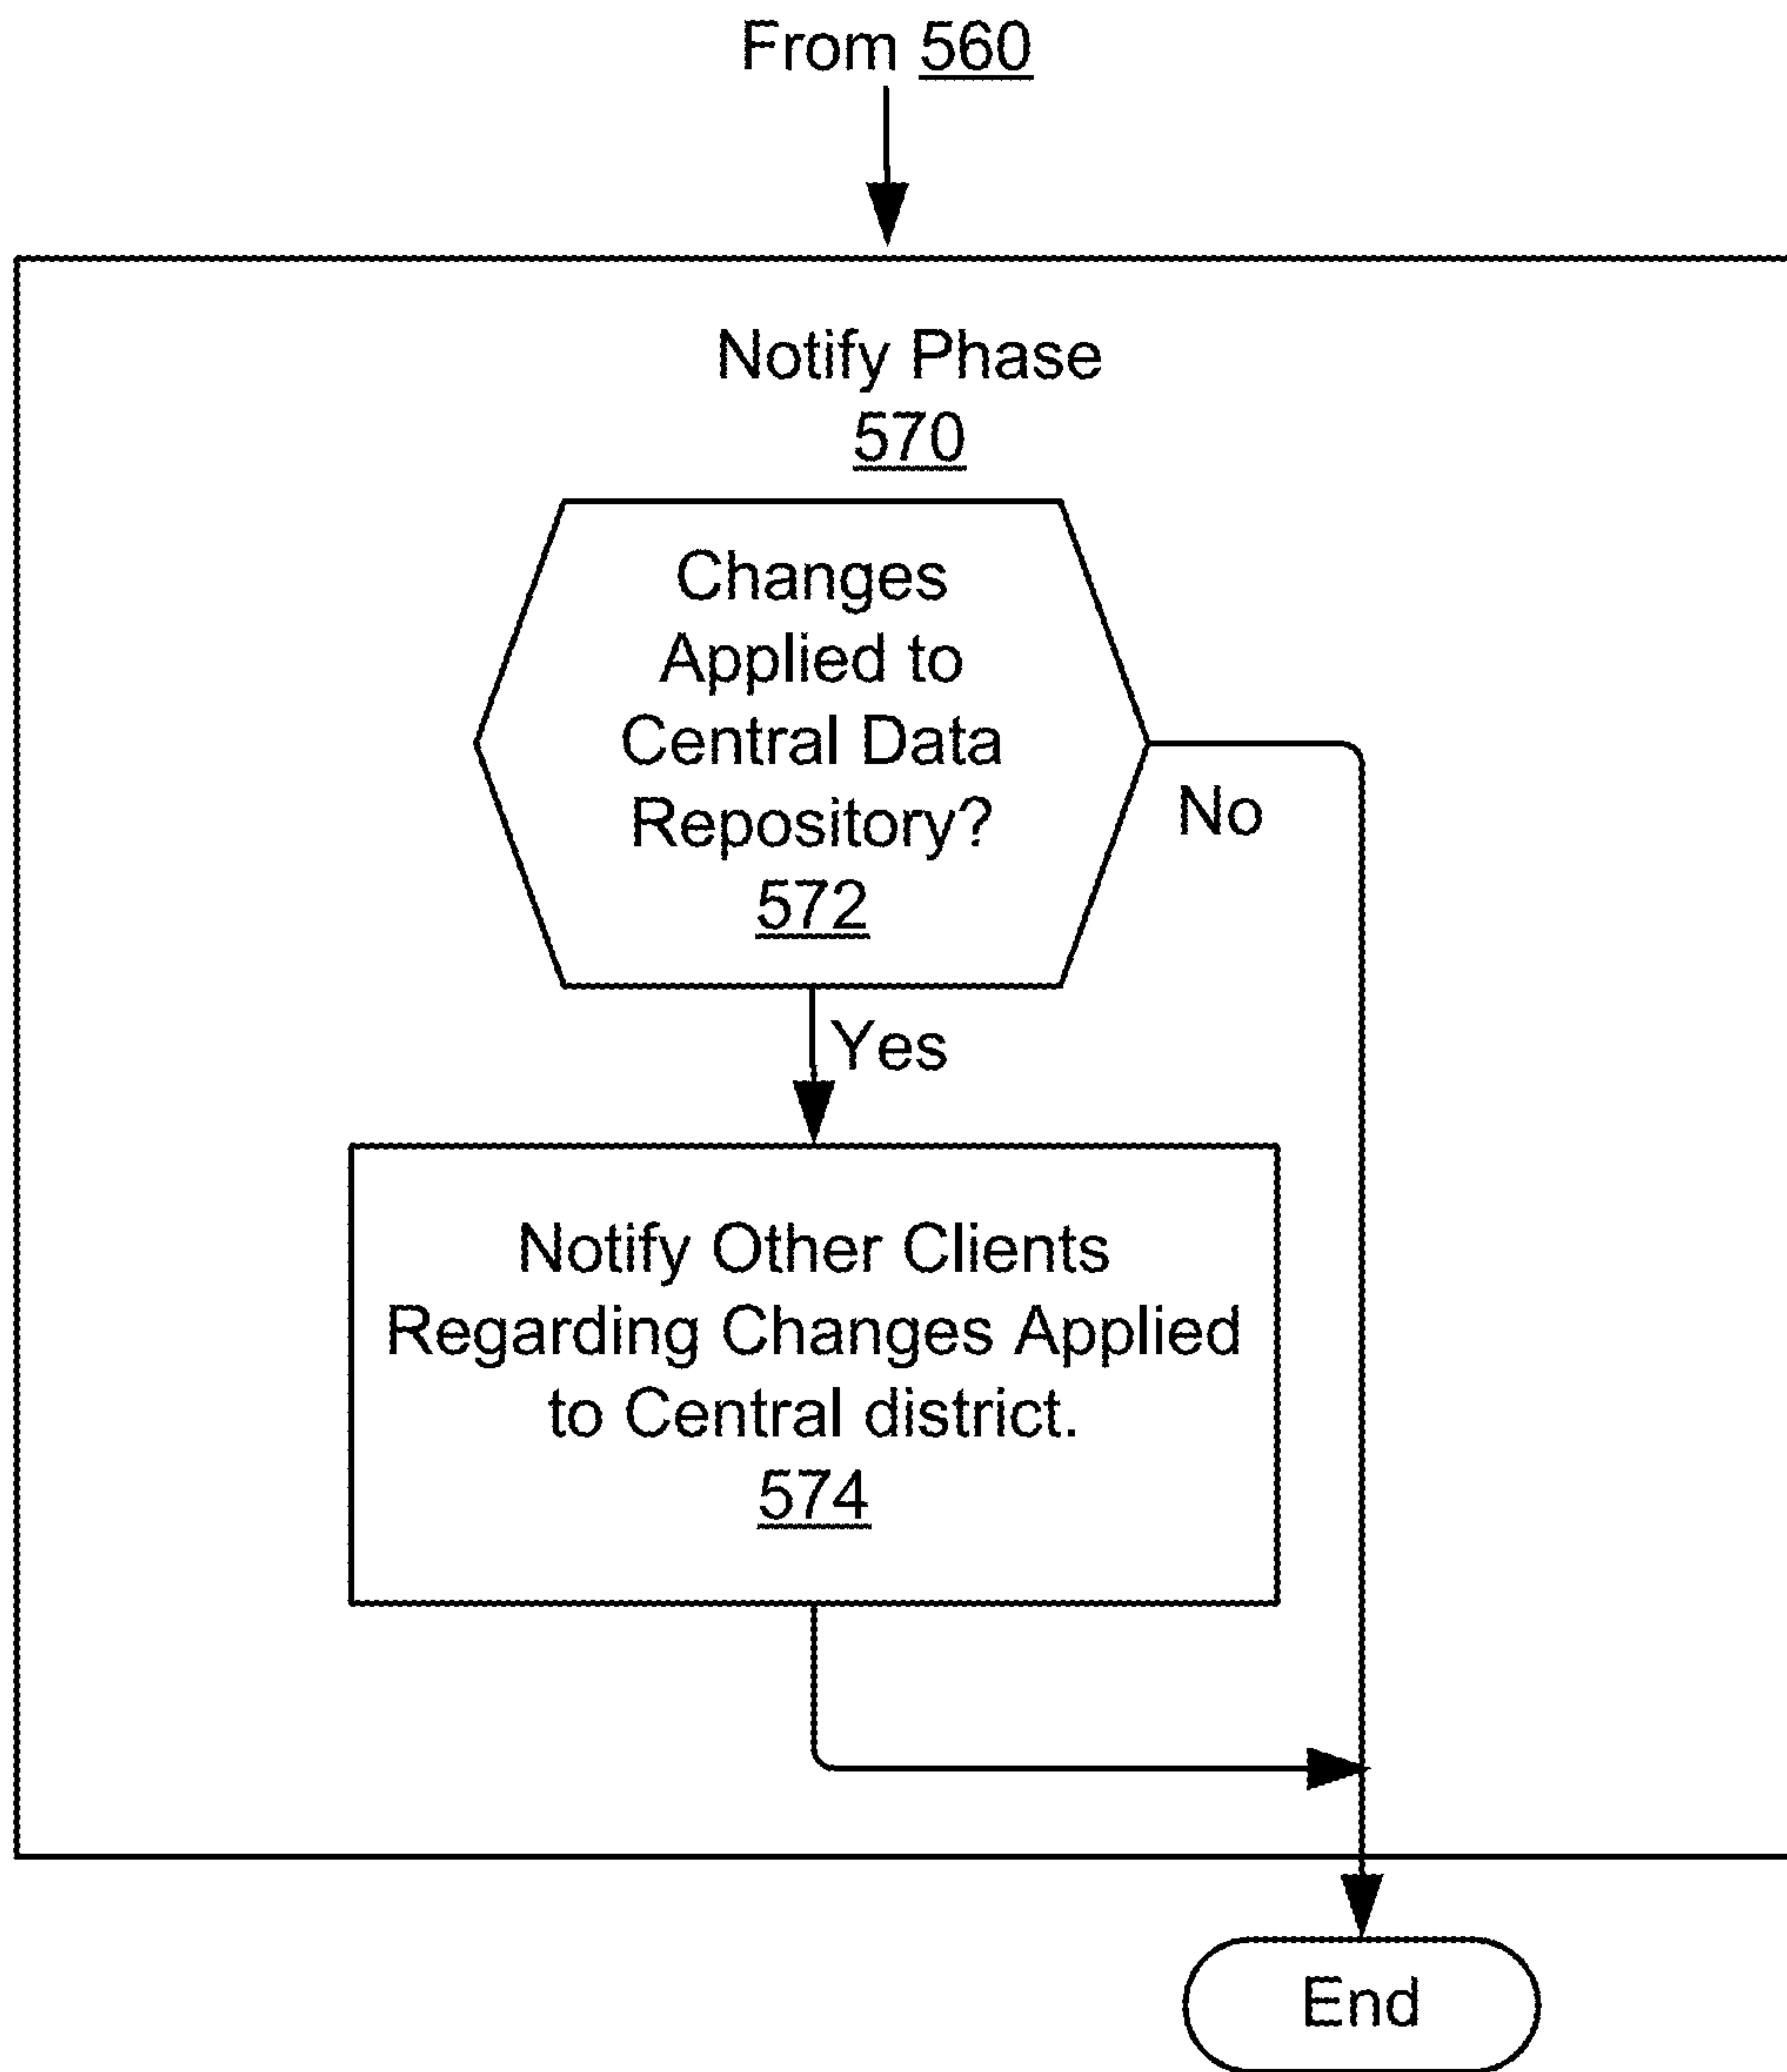 From 560
Notify Phase
570
Changes
Applied to
Central Data
Repository?
572
No
Yes
Notify Other Clients
Regarding Changes Applied
to Central district.
574
End